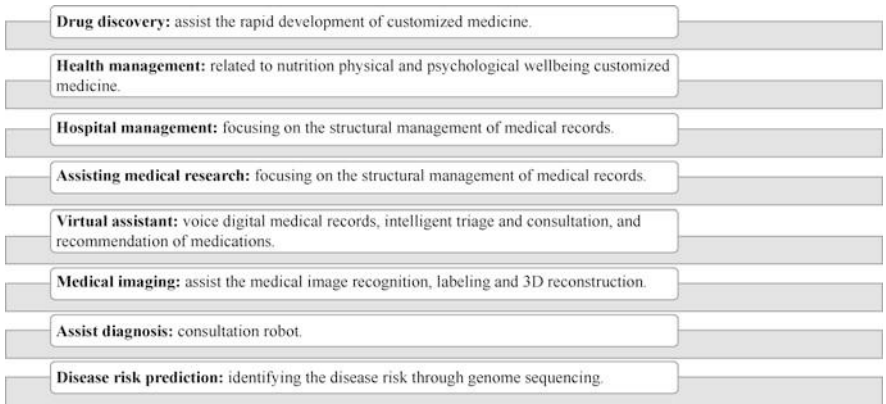 Drug discovery: assist the rapid development of customized medicine.
Health management: related to nutrition physical and psychological wellbeing customized
medicine.
Hospital management: focusing on the structural management of medical records.
Assisting medical research: focusing on the structural management of medical records.
Virtual assistant: voice digital medical records, intelligent triage and consultation, and
recommendation of medications.
Medical imaging: assist the medical image recognition, labeling and 3D reconstruction.
Assist diagnosis: consultation robot.
Disease risk prediction: identifying the disease risk through genome sequencing.